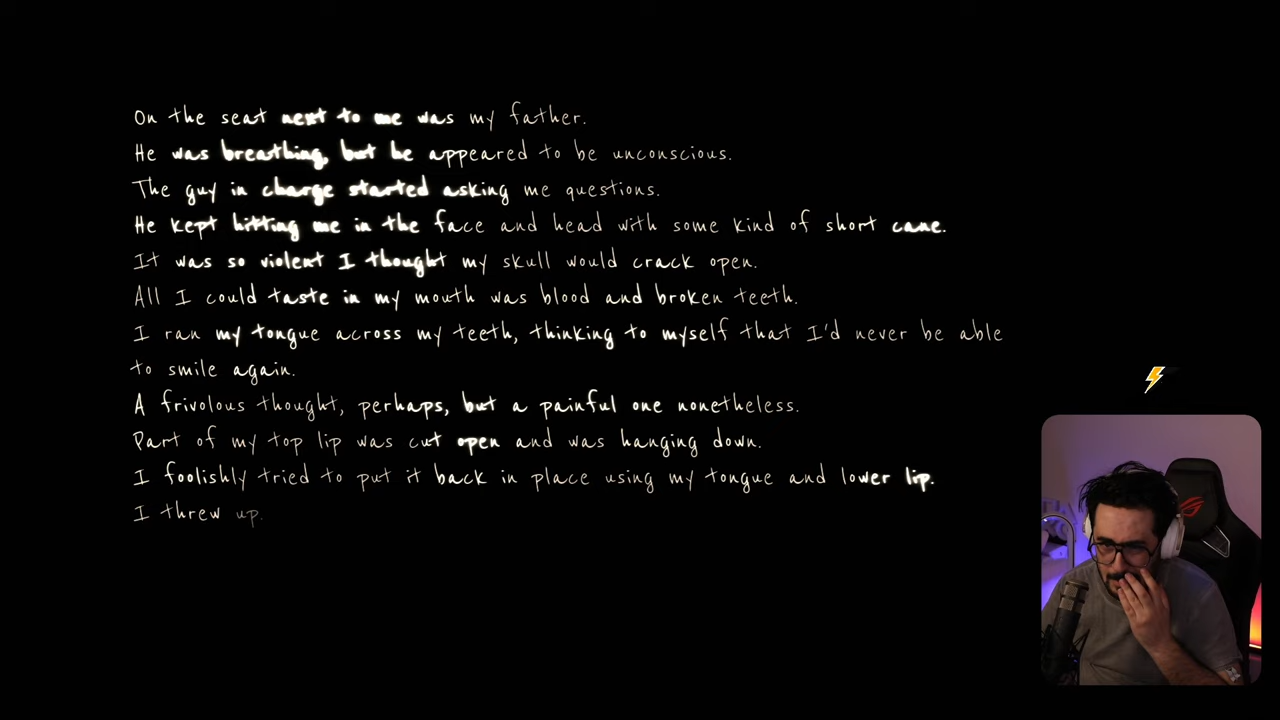 On the seat next to me was my father.
He was breathing, but he appeared to be unconscious.
The guy in charge started asking me questions.
He kept hitting me in the face and head with some kind of short cane.
It was so violent I thought my skull would crack open.
All I could taste in my mouth was blood and broken teeth.
I ran my tongue across my teeth, thinking to myself that I'd never be able
to smile again.
A frivolous thought, perhaps, but a painful one nonetheless.
Part of my top lip was cut open and was hanging down.
I foolishly tried to put it back in place using my tongue and lower lip.
I threw up.